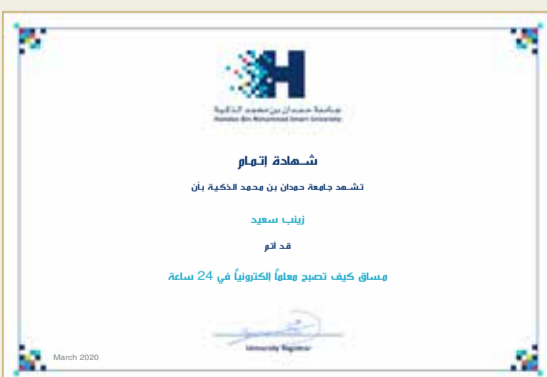 جامعة حمدان بن محمد الذكية
Hamdan Bin Mohammed Smart University
شهادة إتمام
تشهد جامعة حمدان بن محمد الذكية بأن
زينب سعيد
قد أتم
مساق كيف تصبح معلماً إلكترونياً في 24 ساعة
University Registrar
March 2020